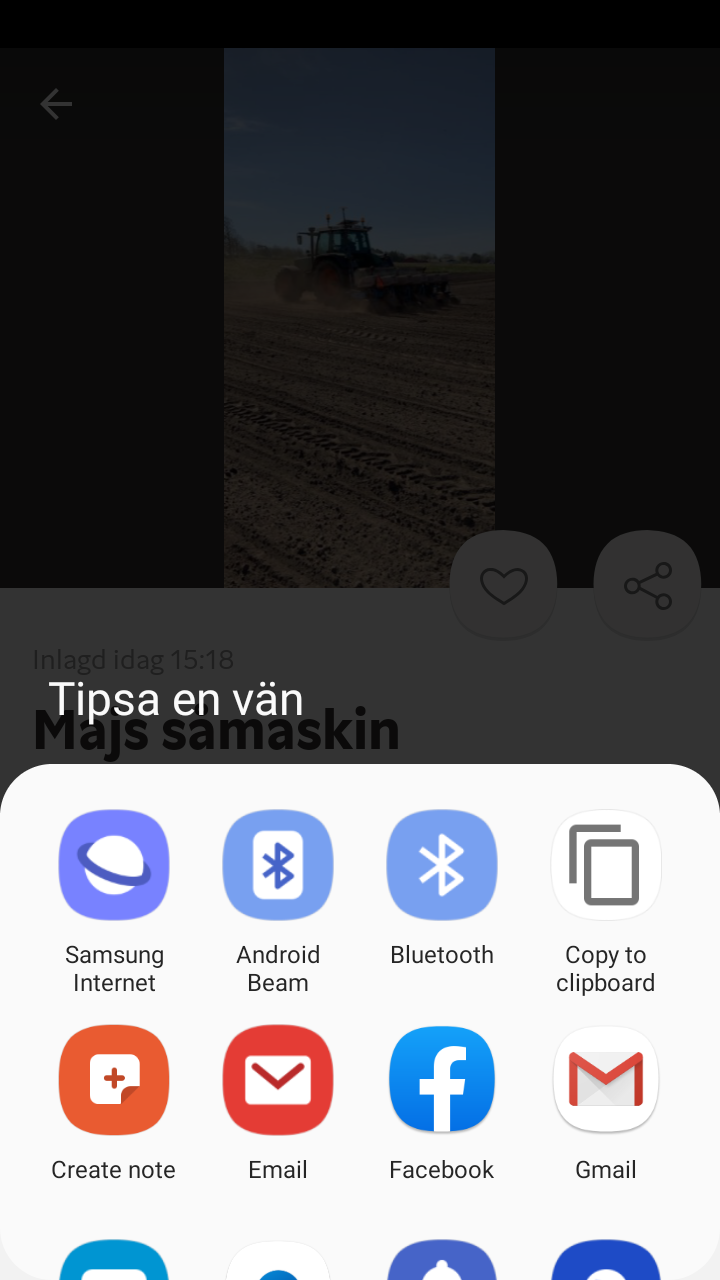 Inlagd idag 15:18
Tipsa en vän
Majs såmaskin
Samsung
Internet
Android
Beam
Bluetooth
Copy to
clipboard
Create note
Email
Facebook
Gmail